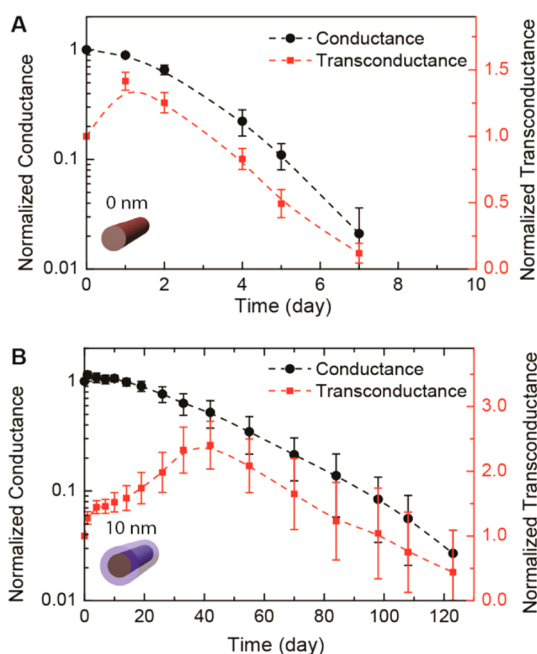 A
Conductance
Transconductance
Normalized Conductance
Normalized Transconductance
1
0.1
0.01
1.5
1.0
0.5
0.0
0 nm
0 2 4 6 8 10
Time (day)
B
Conductance
Transconductance
Normalized Conductance
Normalized Transconductance
1
0.1
0.01
3.0
2.0
1.0
0.0
10 nm
0 20 40 60 80 100 120
Time (day)